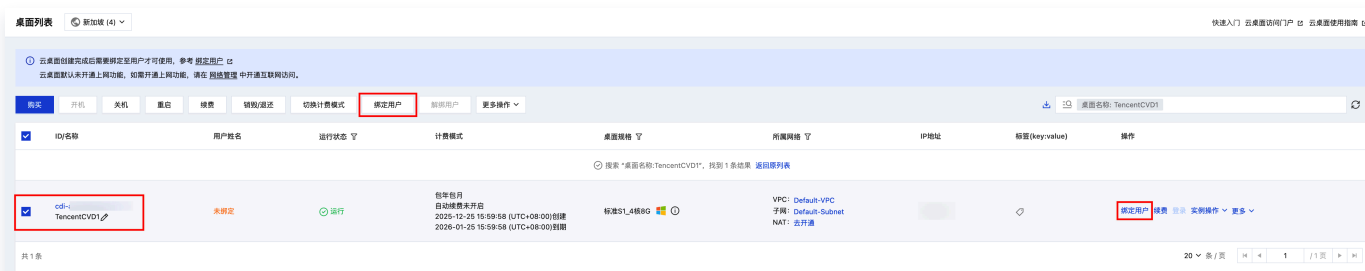 桌面列表 新加坡 (4) 快速入门 云桌面访问门户 云桌面使用指南
云桌面创建完成后需要绑定至用户才可使用，参考 绑定用户
云桌面默认未开通上网功能，如需开通上网功能，请在 网络管理 中开通互联网访问。
购买 开机 关机 重启 续费 销毁/退还 切换计费模式 绑定用户 解绑用户 更多操作 桌面名称: TencentCVD1
ID/名称 用户姓名 运行状态 计费模式 桌面规格 所属网络 IP地址 标签(key:value) 操作
搜索 "桌面名称:TencentCVD1"，找到 1 条结果 返回原列表
cdi-
TencentCVD1
未绑定
运行
包年包月
自动续费未开启
2025-12-25 15:59:58 (UTC+08:00)创建
2026-01-25 15:59:58 (UTC+08:00)到期
标准S1_4核8G
VPC: Default-VPC
子网: Default-Subnet
NAT: 去开通
绑定用户 续费 登录 实例操作 更多
共 1 条 20 条 / 页 1 / 1 页